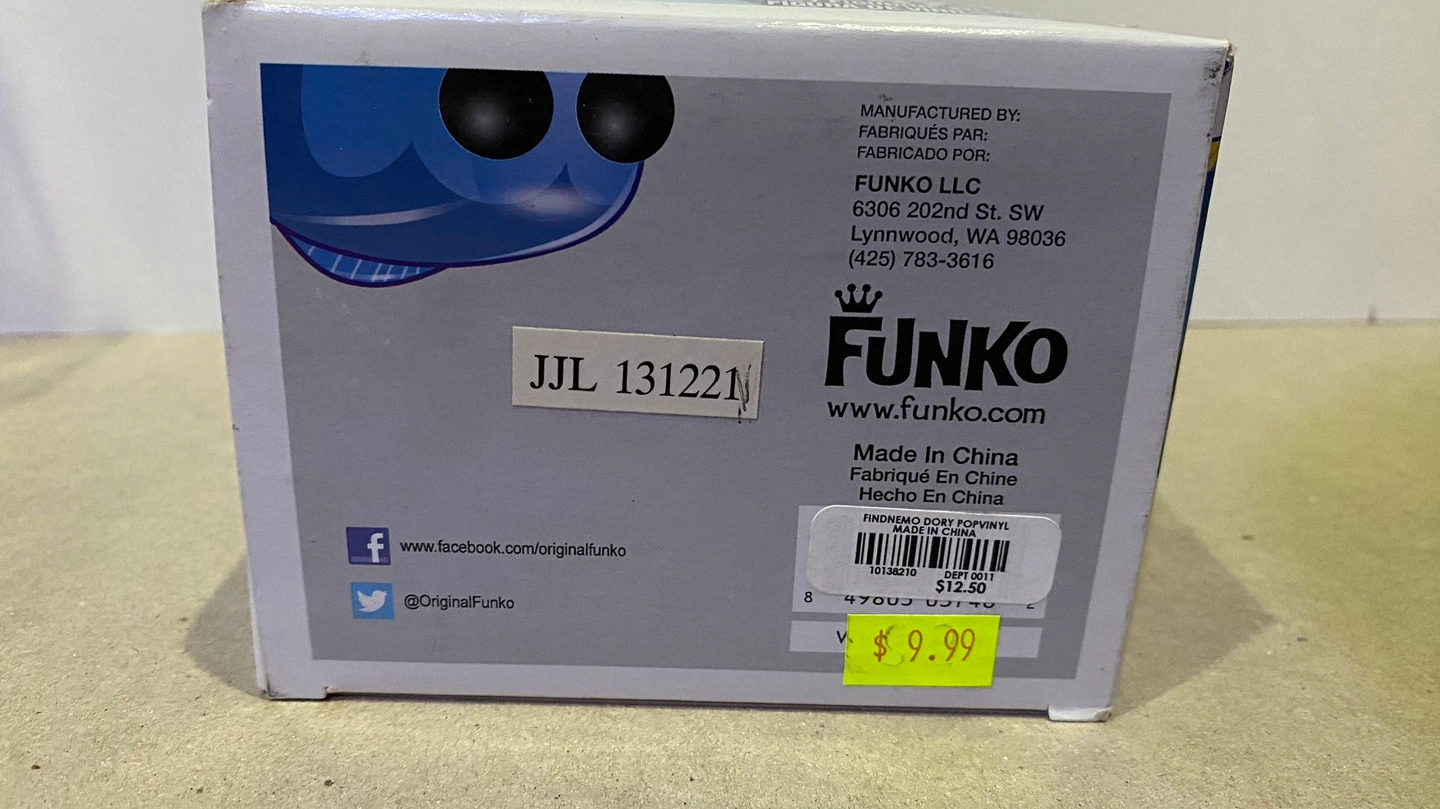 MANUFACTURED BY:
FABRIQUÉS PAR:
FABRICADO POR:
FUNKO LLC
6306 202nd St. SW
Lynnwood, WA 98036
(425) 783-3616
FUNKO
www.funko.com
JJL 131221
Made In China
Fabriqué En Chine
Hecho En China
FINDNEMO DORY POPVINYL
MADE IN CHINA
10138210 DEPT 0011
$12.50
8 2
$ 9.99
www.facebook.com/originalfunko
@OriginalFunko